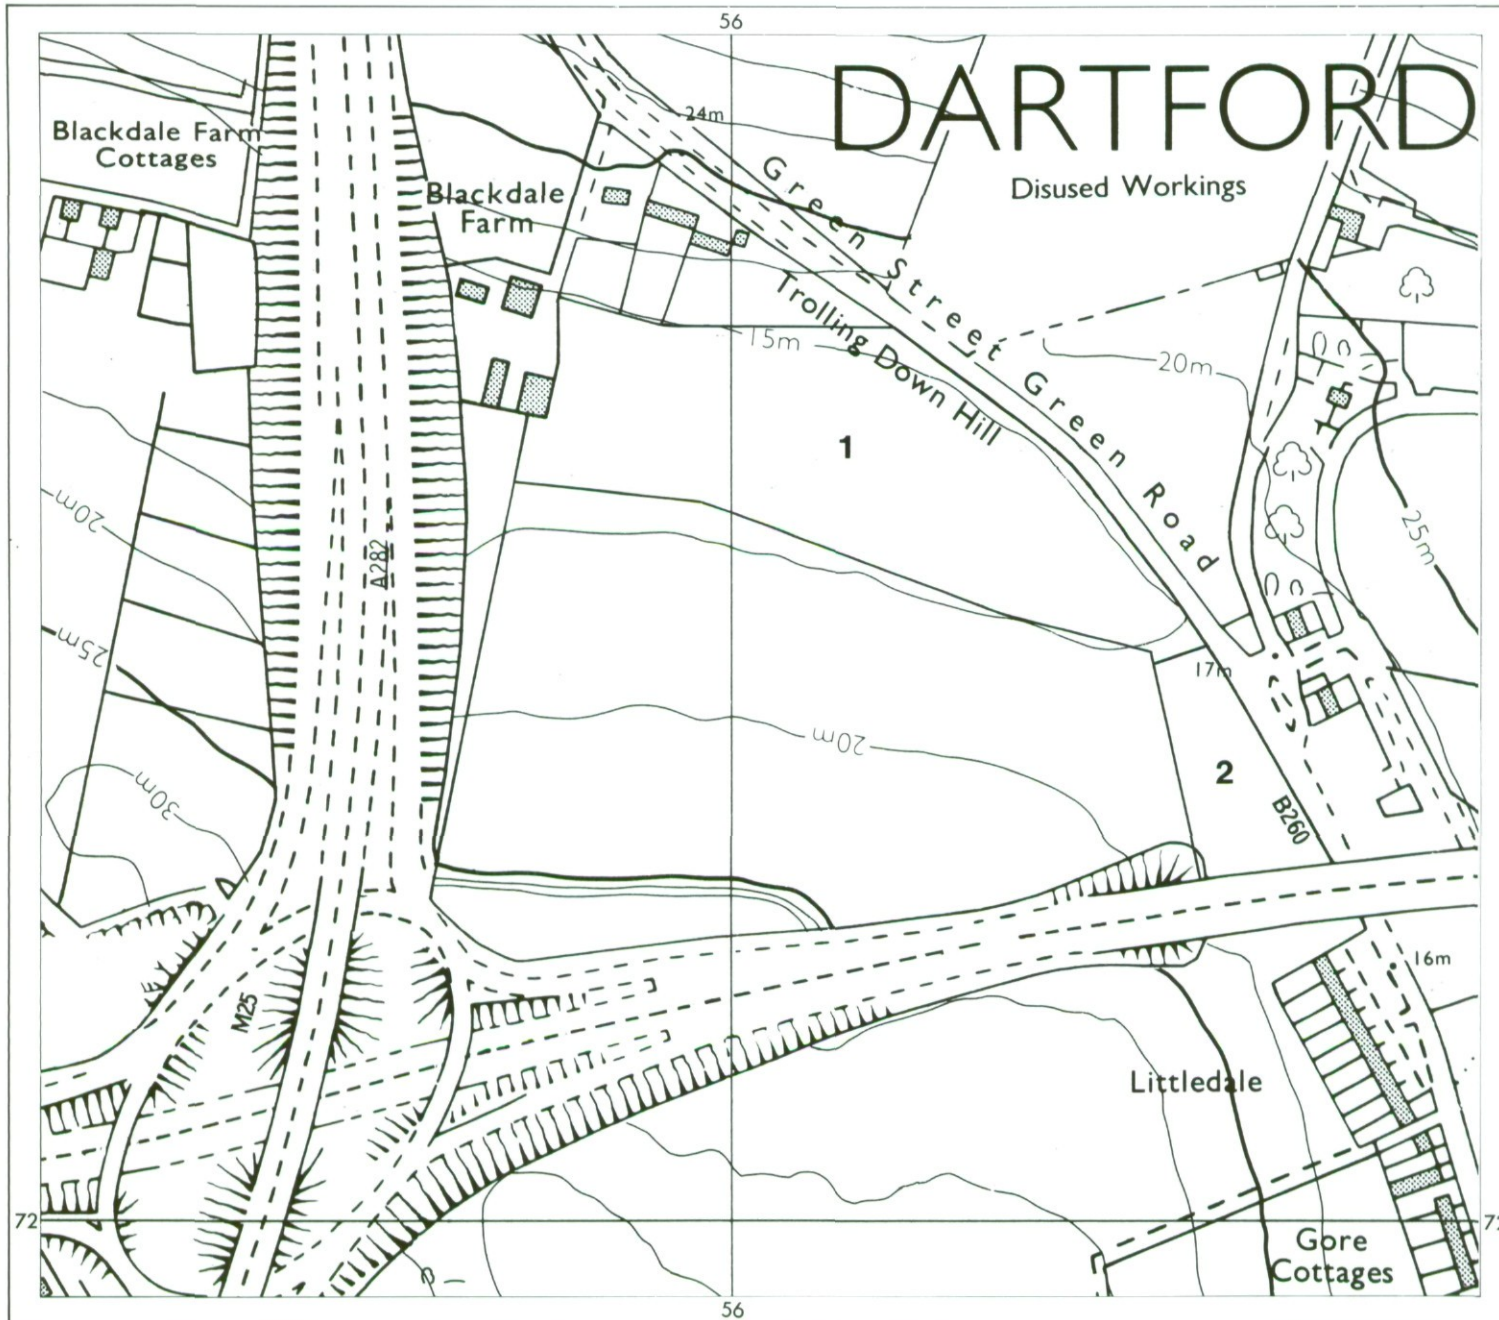 56
DARTFORD
24m
Blackdale Farm
Cottages
Blackdale
Farm
Disused Workings
Green Street Green Road
Trolling Down Hill
15m
20m
1
20m
25m
A282
25m
17m
20m
2
30m
B260
16m
M25
Littledale
72
72
Gore
Cottages
56